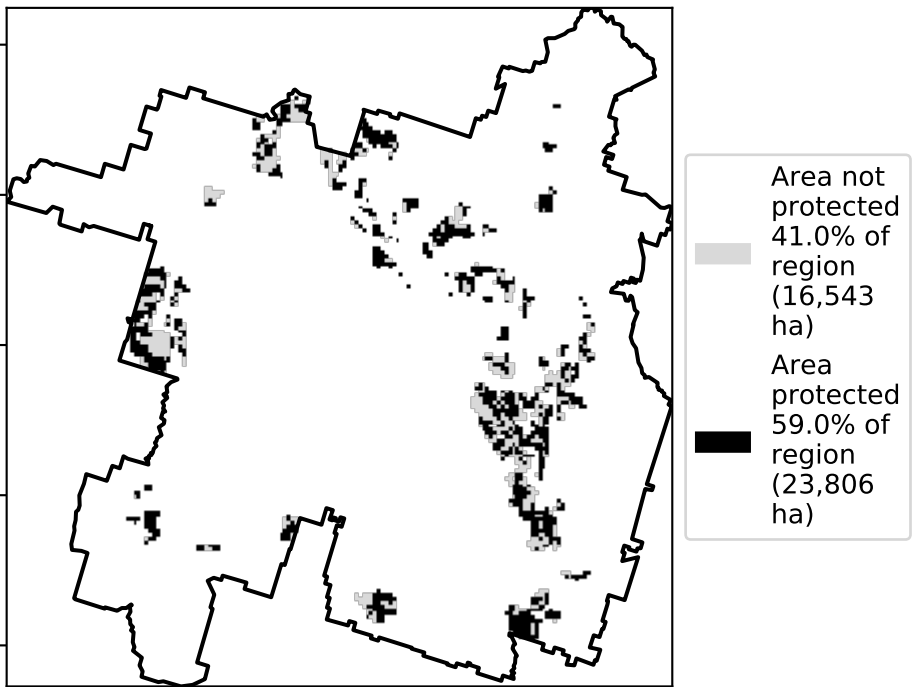 Area not
protected
41.0% of
region
(16,543
ha)
Area
protected
59.0% of
region
(23,806
ha)